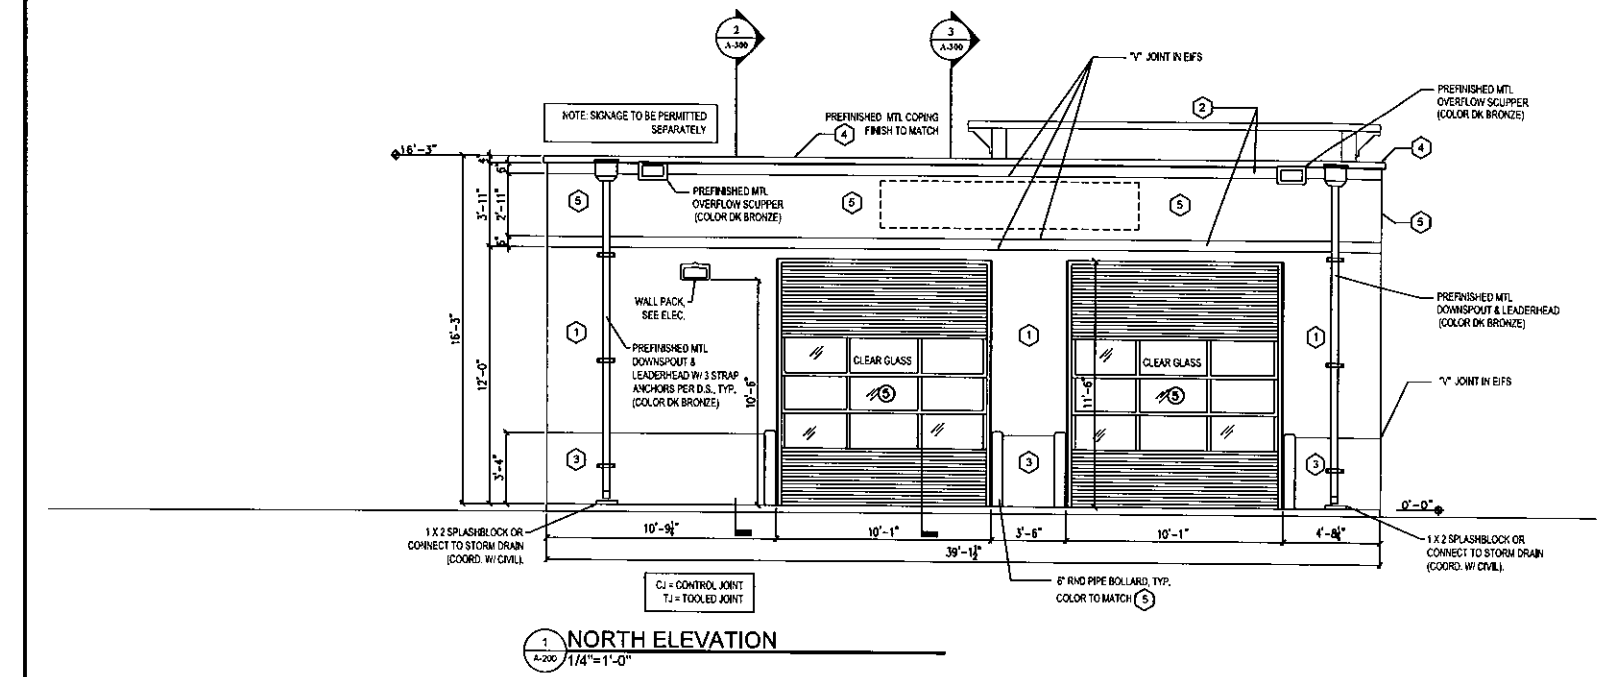 2
A-300
3
A-300
"V" JOINT IN EIFS
NOTE: SIGNAGE TO BE PERMITTED
SEPARATELY
PREFINISHED MTL COPING
4 FINISH TO MATCH
2
PREFINISHED MTL
OVERFLOW SCUPPER
(COLOR DK BRONZE)
16'-3"
4
4"
6"
3'-11"
2'-11"
6"
5
PREFINISHED MTL
OVERFLOW SCUPPER
(COLOR DK BRONZE)
5
5
5
WALL PACK,
SEE ELEC.
PREFINISHED MTL
DOWNSPOUT & LEADERHEAD
(COLOR DK BRONZE)
16'-3"
12'-0"
1
PREFINISHED MTL
DOWNSPOUT &
LEADERHEAD W/ 3 STRAP
ANCHORS PER D.S., TYP.
(COLOR DK BRONZE)
10'-6"
CLEAR GLASS
5
1
11'-6"
CLEAR GLASS
5
1
"V" JOINT IN EIFS
3'-4"
3
3
3
0'-0"
1 X 2 SPLASHBLOCK OR
CONNECT TO STORM DRAIN
(COORD. W/ CIVIL).
10'-9½"
10'-1"
3'-6"
10'-1"
4'-8½"
39'-1½"
1 X 2 SPLASHBLOCK OR
CONNECT TO STORM DRAIN
(COORD. W/ CIVIL).
CJ = CONTROL JOINT
TJ = TOOLED JOINT
6" RND PIPE BOLLARD, TYP.
COLOR TO MATCH 5
1
A-200
NORTH ELEVATION
1/4"=1'-0"